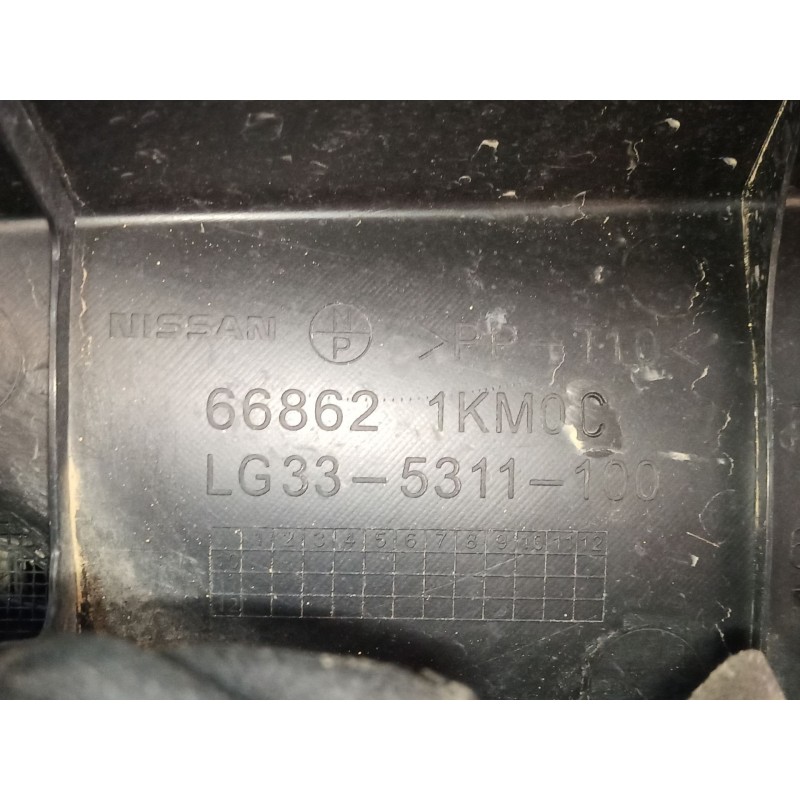 NISSAN N P >PP-T10<
66862 1KM0C
LG33-5311-100
1 2 3 4 5 6 7 8 9 10 11 12